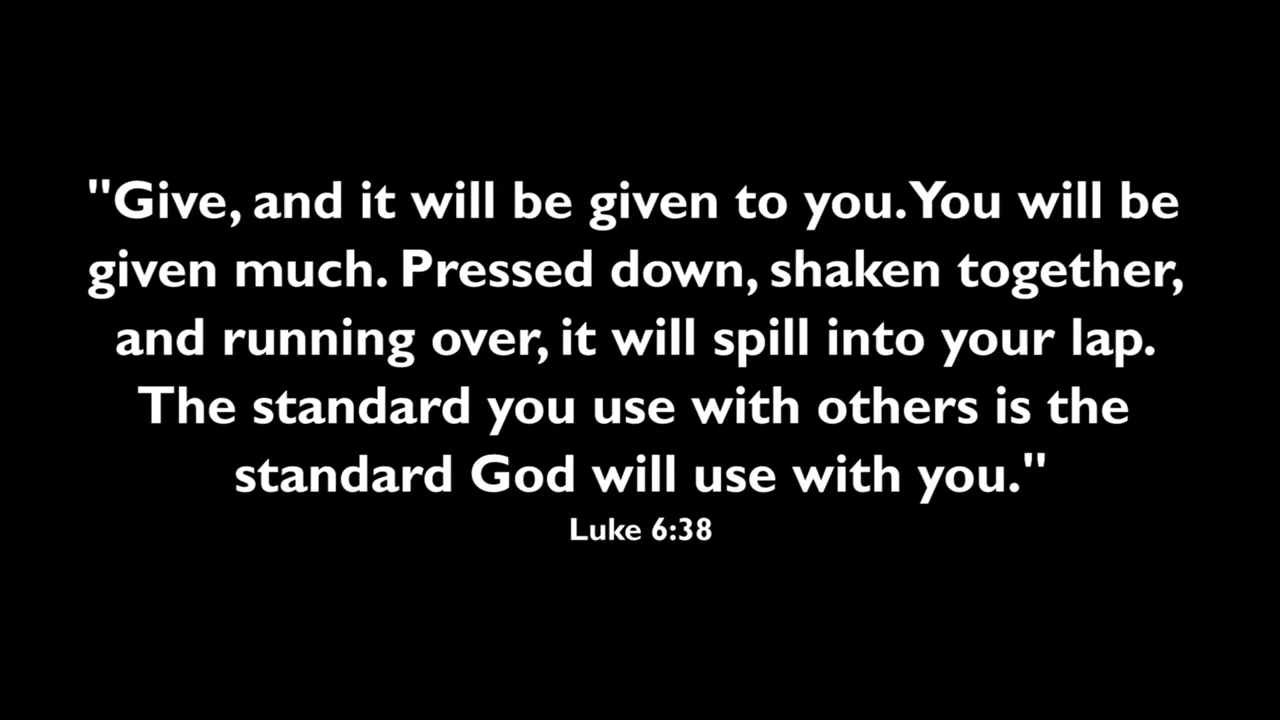 "Give, and it will be given to you. You will be
given much. Pressed down, shaken together,
and running over, it will spill into your lap.
The standard you use with others is the
standard God will use with you."
Luke 6:38